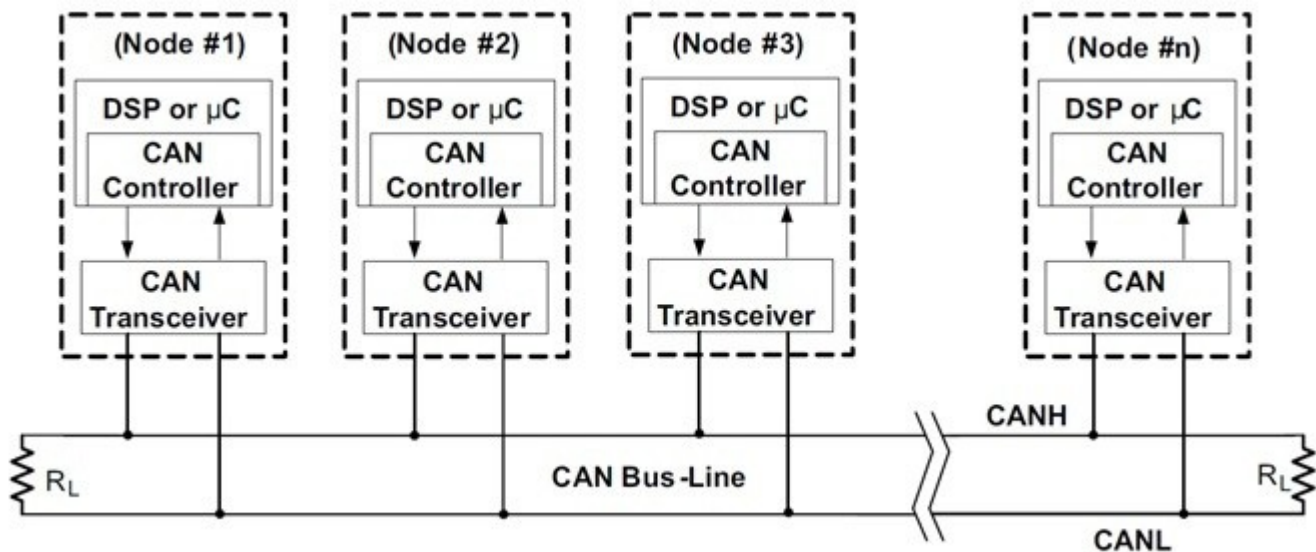 (Node #1)
DSP or µC
CAN
Controller
CAN
Transceiver
(Node #2)
DSP or µC
CAN
Controller
CAN
Transceiver
(Node #3)
DSP or µC
CAN
Controller
CAN
Transceiver
(Node #n)
DSP or µC
CAN
Controller
CAN
Transceiver
CANH
RL
CAN Bus-Line
RL
CANL